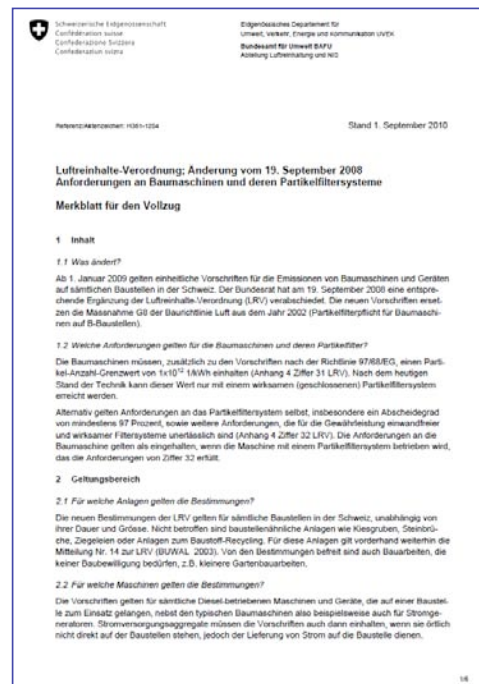 Schweizerische Eidgenossenschaft
Confédération suisse
Confederazione Svizzera
Confederaziun svizra
Eidgenössisches Departement für
Umwelt, Verkehr, Energie und Kommunikation UVEK
Bundesamt für Umwelt BAFU
Abteilung Luftreinhaltung und NIS
Referenz/Aktenzeichen: H361-1204
Stand 1. September 2010
Luftreinhalte-Verordnung; Änderung vom 19. September 2008
Anforderungen an Baumaschinen und deren Partikelfiltersysteme
Merkblatt für den Vollzug
1 Inhalt
1.1 Was ändert?
Ab 1. Januar 2009 gelten einheitliche Vorschriften für die Emissionen von Baumaschinen und Geräten
auf sämtlichen Baustellen in der Schweiz. Der Bundesrat hat am 19. September 2008 eine entspre-
chende Ergänzung der Luftreinhalte-Verordnung (LRV) verabschiedet. Die neuen Vorschriften erset-
zen die Massnahme G8 der Baurichtlinie Luft aus dem Jahr 2002 (Partikelfilterpflicht für Baumaschi-
nen auf B-Baustellen).
1.2 Welche Anforderungen gelten für die Baumaschinen und deren Partikelfilter?
Die Baumaschinen müssen, zusätzlich zu den Vorschriften nach der Richtlinie 97/68/EG, einen Parti-
kel-Anzahl-Grenzwert von 1x10¹² 1/kWh einhalten (Anhang 4 Ziffer 31 LRV). Nach dem heutigen
Stand der Technik kann dieser Wert nur mit einem wirksamen (geschlossenen) Partikelfiltersystem
erreicht werden.
Alternativ gelten Anforderungen an das Partikelfiltersystem selbst, insbesondere ein Abscheidegrad
von mindestens 97 Prozent, sowie weitere Anforderungen, die für die Gewährleistung einwandfreier
und wirksamer Filtersysteme unerlässlich sind (Anhang 4 Ziffer 32 LRV). Die Anforderungen an die
Baumaschine gelten als eingehalten, wenn die Maschine mit einem Partikelfiltersystem betrieben wird,
das die Anforderungen von Ziffer 32 erfüllt.
2 Geltungsbereich
2.1 Für welche Anlagen gelten die Bestimmungen?
Die neuen Bestimmungen der LRV gelten für sämtliche Baustellen in der Schweiz, unabhängig von
ihrer Dauer und Grösse. Nicht betroffen sind baustellenähnliche Anlagen wie Kiesgruben, Steinbrü-
che, Ziegeleien oder Anlagen zum Baustoff-Recycling. Für diese Anlagen gilt vorderhand weiterhin die
Mitteilung Nr. 14 zur LRV (BUWAL 2003). Von den Bestimmungen befreit sind auch Bauarbeiten, die
keiner Baubewilligung bedürfen, z.B. kleinere Gartenbauarbeiten.
2.2 Für welche Maschinen gelten die Bestimmungen?
Die Vorschriften gelten für sämtliche Diesel-betriebenen Maschinen und Geräte, die auf einer Baustel-
le zum Einsatz gelangen, nebst den typischen Baumaschinen also beispielsweise auch für Stromge-
neratoren. Stromversorgungsaggregate müssen die Vorschriften auch dann einhalten, wenn sie örtlich
nicht direkt auf der Baustellen stehen, jedoch der Lieferung von Strom auf die Baustelle dienen.
1/6